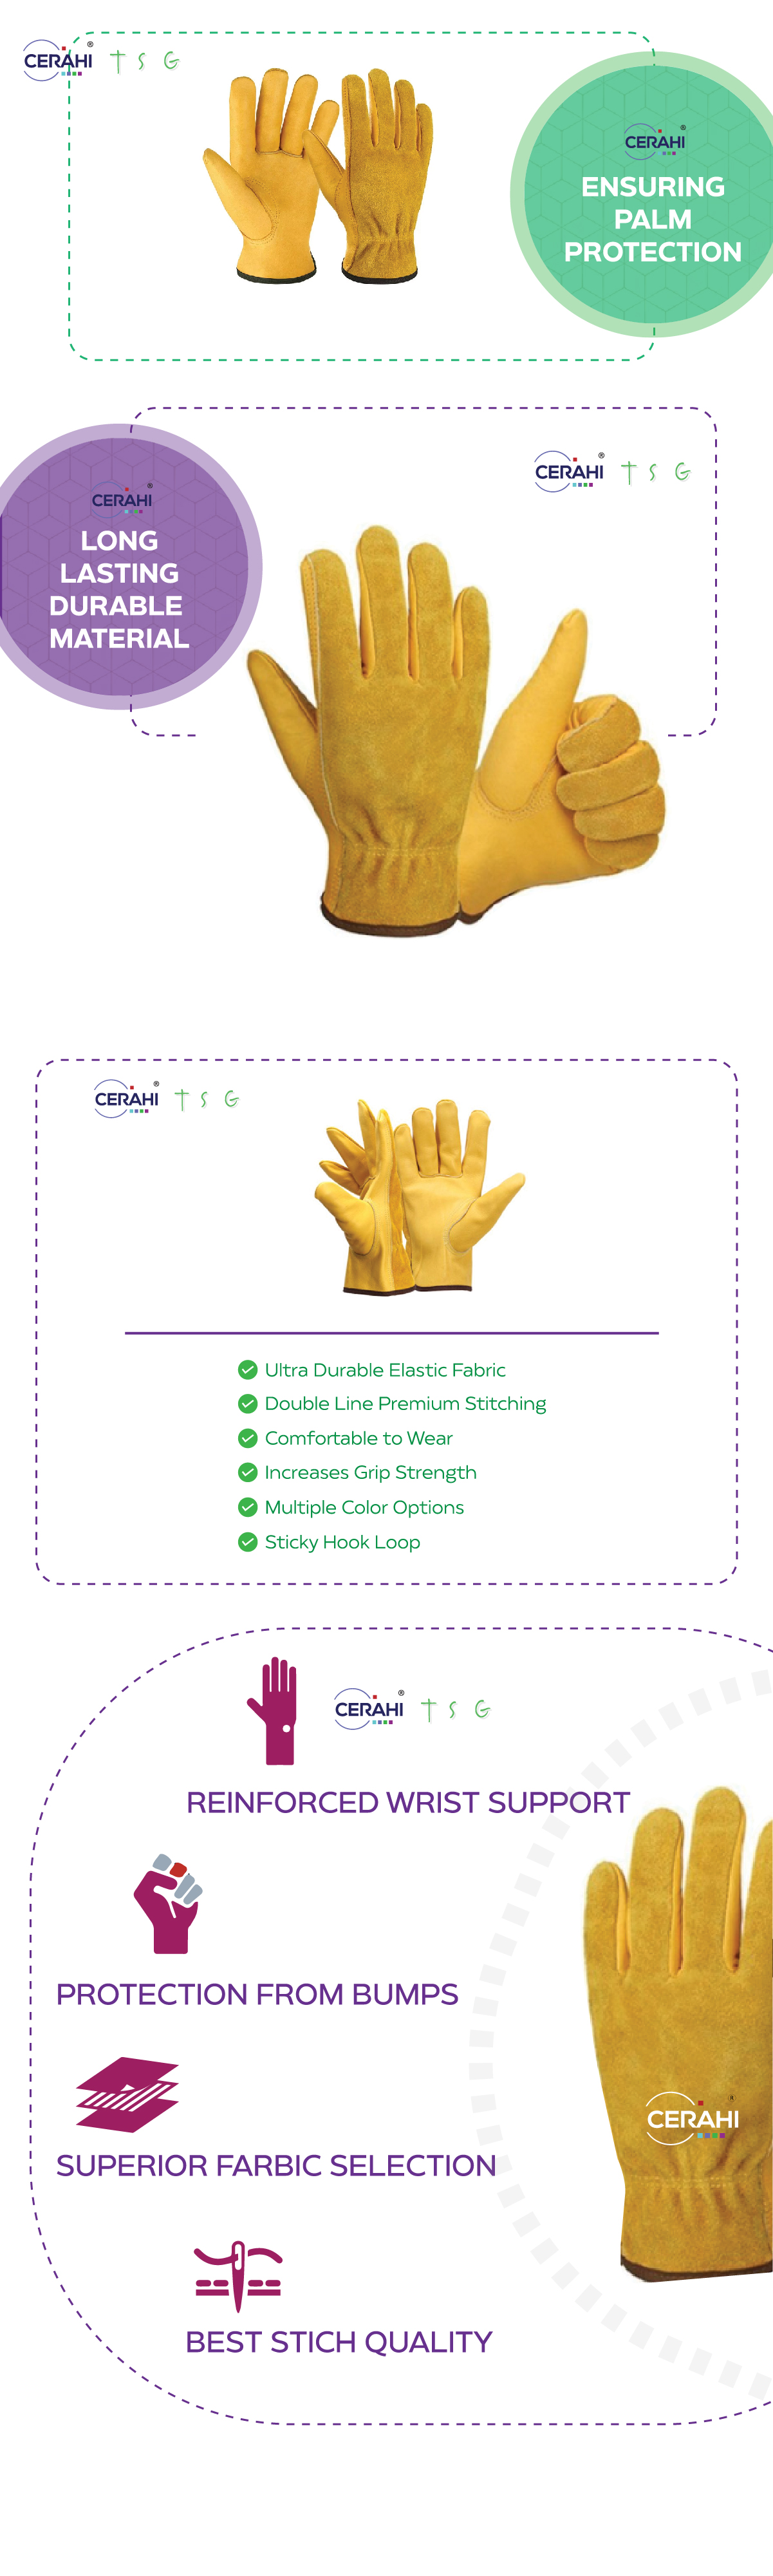 CERAHI ® T S G
CERAHI ®
ENSURING
PALM
PROTECTION
CERAHI ® T S G
CERAHI ®
LONG
LASTING
DURABLE
MATERIAL
CERAHI ® T S G
Ultra Durable Elastic Fabric
Double Line Premium Stitching
Comfortable to Wear
Increases Grip Strength
Multiple Color Options
Sticky Hook Loop
CERAHI ® T S G
REINFORCED WRIST SUPPORT
PROTECTION FROM BUMPS
CERAHI ®
SUPERIOR FARBIC SELECTION
BEST STICH QUALITY